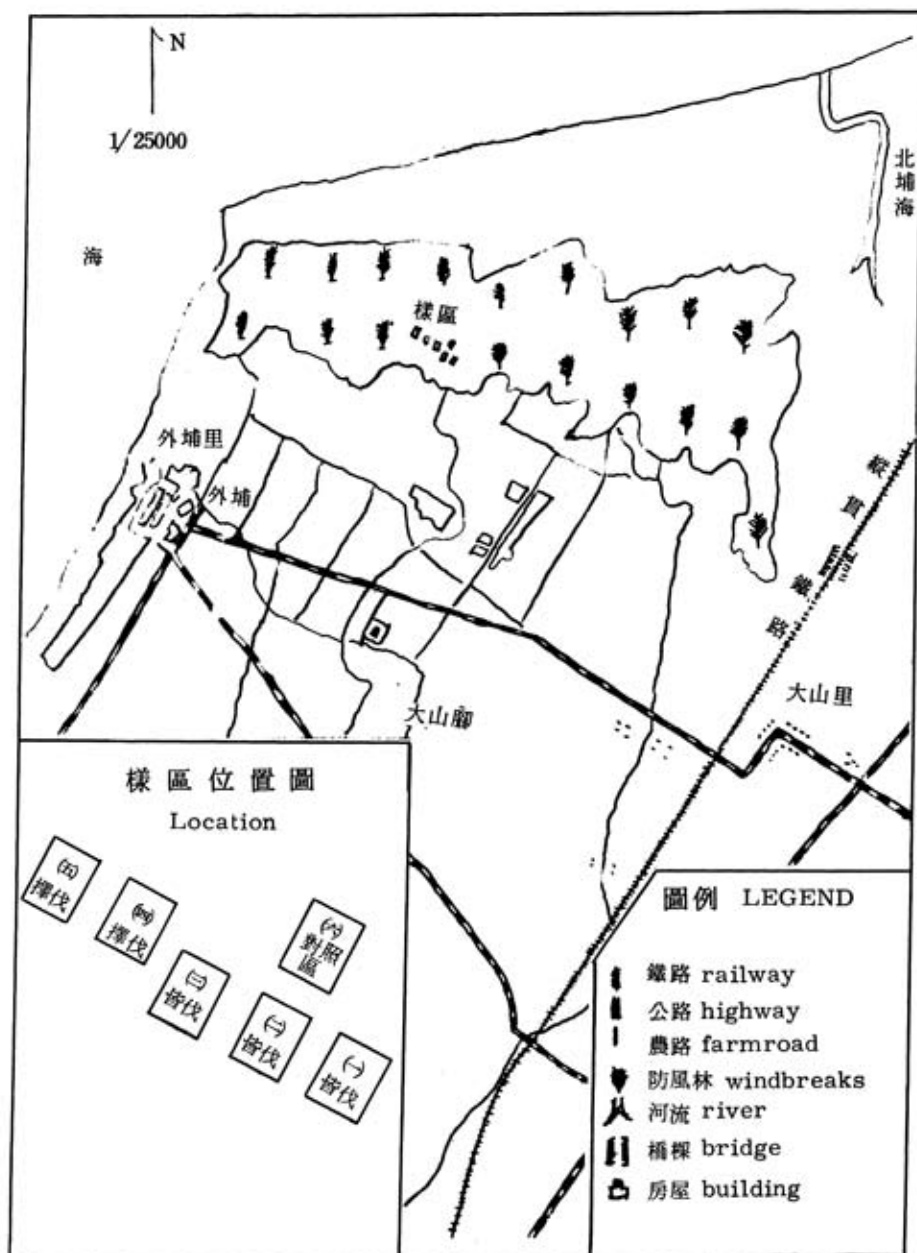 N
1/25000
海
北埔海
樣區
外埔里
外埔
縱貫鐵路
大山里
大山腳
樣區位置圖
Location
㈤
擇伐
㈣
擇伐
㈥
對照
區
㈢
皆伐
㈡
皆伐
㈠
皆伐
圖例 LEGEND
鐵路 railway
公路 highway
農路 farmroad
防風林 windbreaks
河流 river
橋樑 bridge
房屋 building